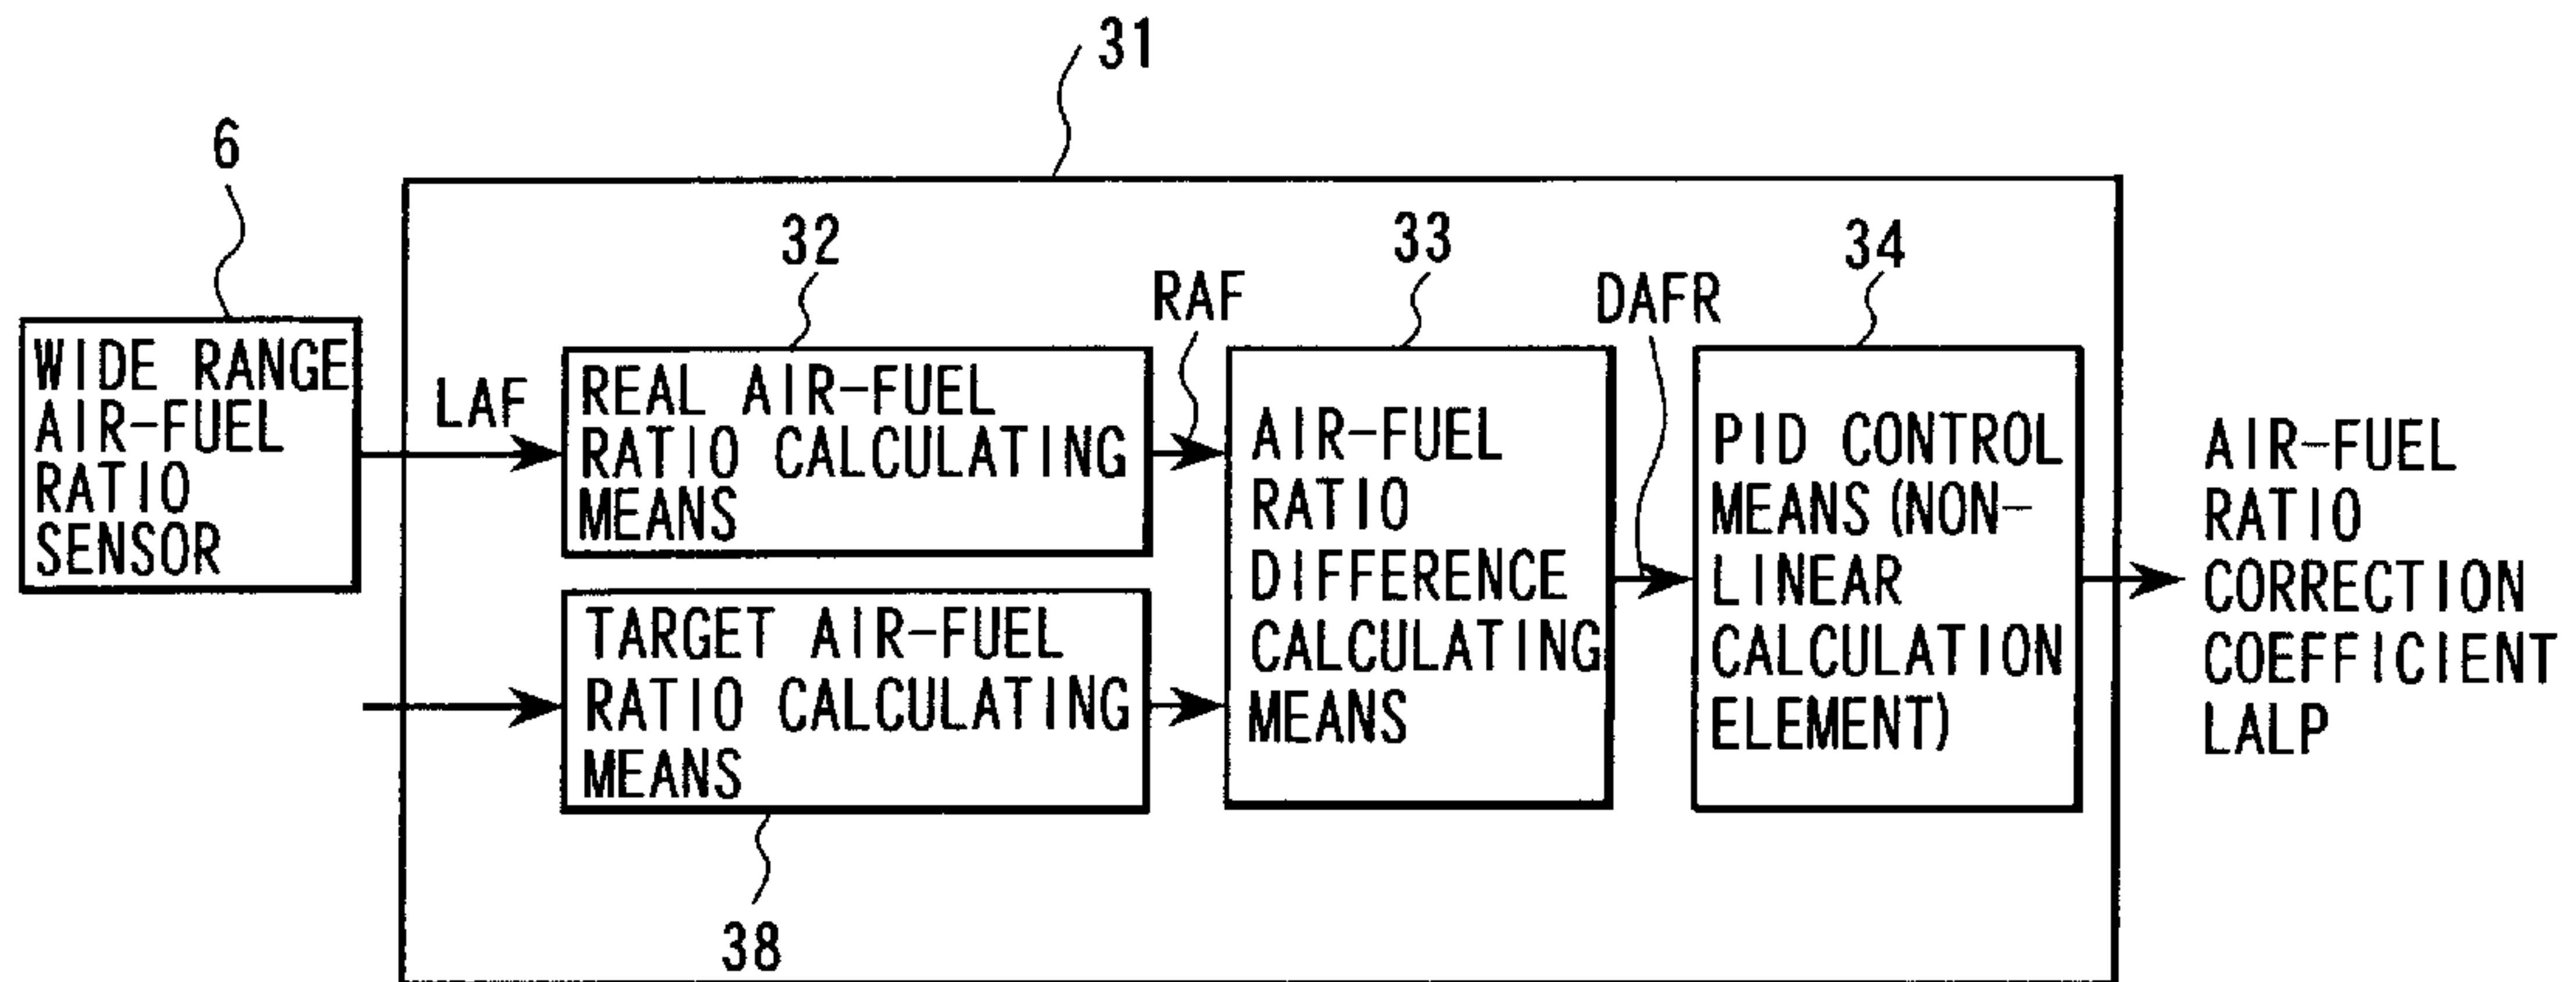 31
6
WIDE RANGE
AIR-FUEL
RATIO
SENSOR
LAF
32
REAL AIR-FUEL
RATIO CALCULATING
MEANS
RAF
TARGET AIR-FUEL
RATIO CALCULATING
MEANS
38
33
AIR-FUEL
RATIO
DIFFERENCE
CALCULATING
MEANS
DAFR
34
PID CONTROL
MEANS (NON-
LINEAR
CALCULATION
ELEMENT)
AIR-FUEL
RATIO
CORRECTION
COEFFICIENT
LALP